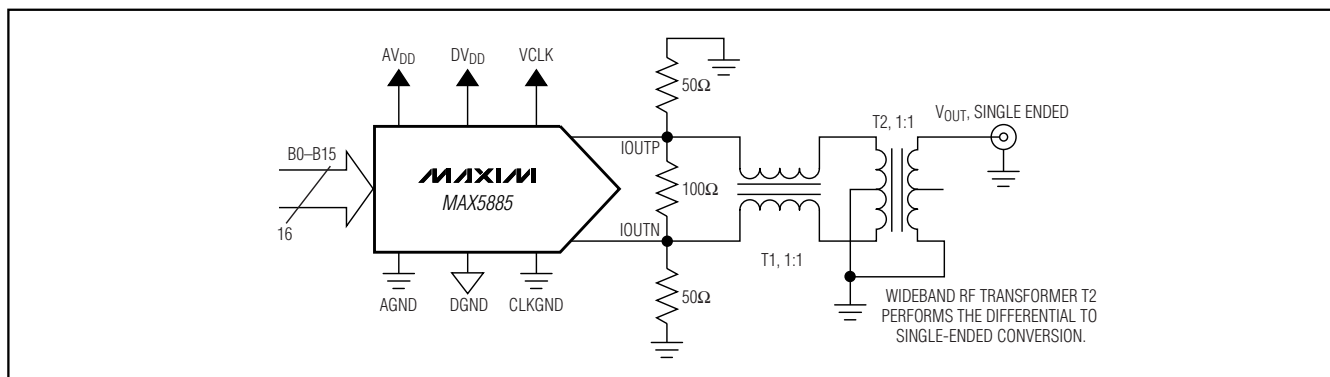 AVDD
DVDD
VCLK
50Ω
T2, 1:1
VOUT, SINGLE ENDED
B0–B15
IOUTP
MAXIM
MAX5885
100Ω
16
IOUTN
T1, 1:1
AGND
DGND
CLKGND
50Ω
WIDEBAND RF TRANSFORMER T2
PERFORMS THE DIFFERENTIAL TO
SINGLE-ENDED CONVERSION.